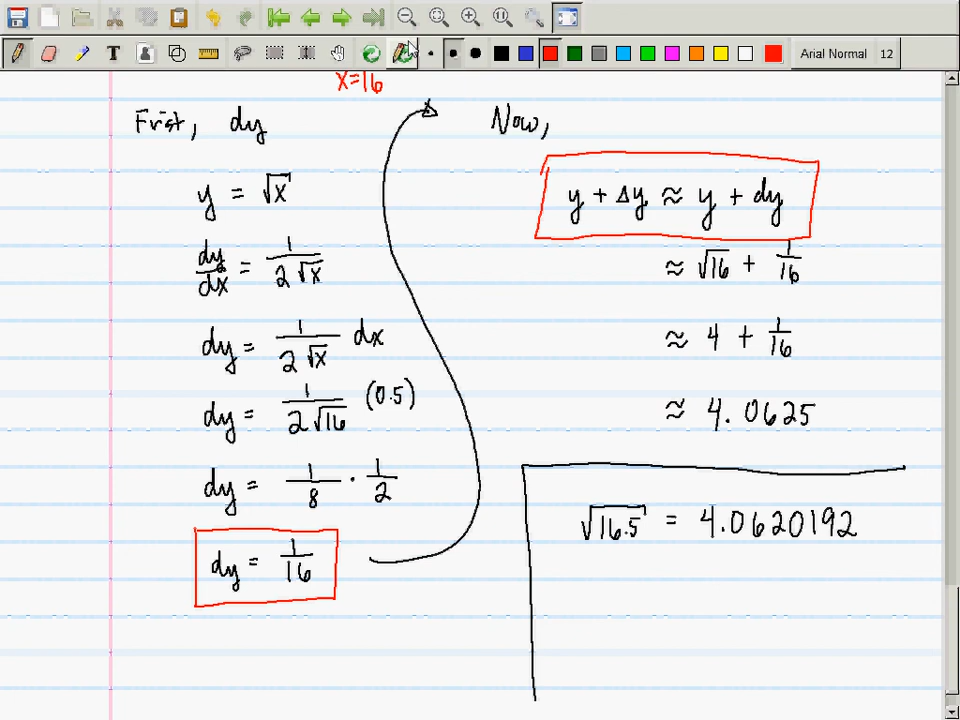 Arial Normal 12
x=16
First, dy
y = √x
dy/dx = 1/(2√x)
dy = 1/(2√x) dx
dy = 1/(2√16) (0.5)
dy = 1/8 · 1/2
dy = 1/16
Now,
y + Δy ≈ y + dy
≈ √16 + 1/16
≈ 4 + 1/16
≈ 4.0625
√16.5 = 4.0620192